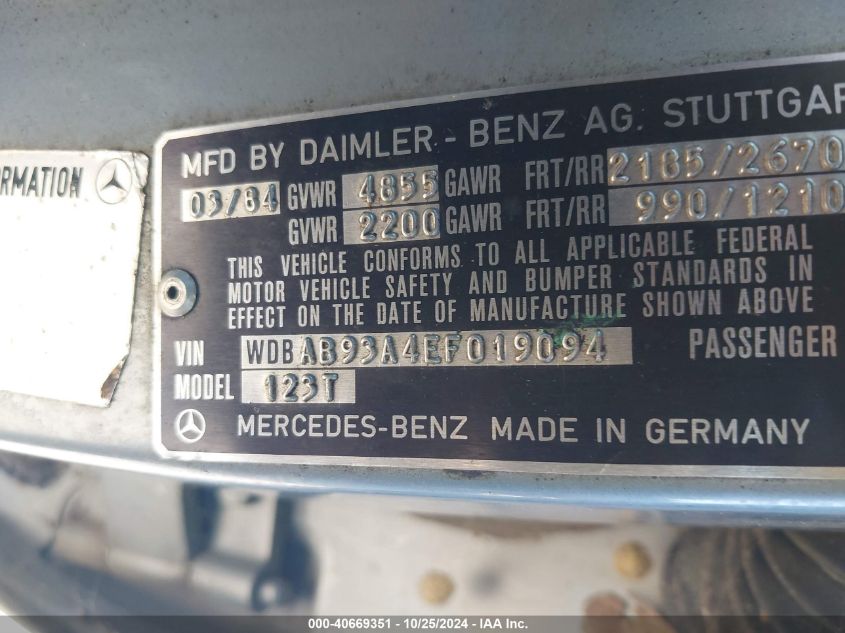 RMATION
MFD BY DAIMLER-BENZ AG. STUTTGAR
03/84 GVWR 4855 GAWR FRT/RR 2185/2670
GVWR 2200 GAWR FRT/RR 990/1210
THIS VEHICLE CONFORMS TO ALL APPLICABLE FEDERAL
MOTOR VEHICLE SAFETY AND BUMPER STANDARDS IN
EFFECT ON THE DATE OF MANUFACTURE SHOWN ABOVE
VIN WDBAB93A4EF019094 PASSENGER
MODEL 123T
MERCEDES-BENZ MADE IN GERMANY
000-40669351 - 10/25/2024 - IAA Inc.